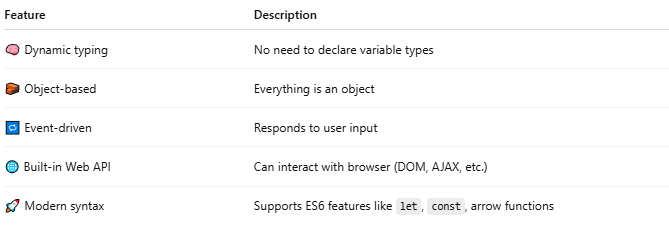 Feature Description
🧠 Dynamic typing No need to declare variable types
🧱 Object-based Everything is an object
🔁 Event-driven Responds to user input
🌐 Built-in Web API Can interact with browser (DOM, AJAX, etc.)
🚀 Modern syntax Supports ES6 features like let, const, arrow functions